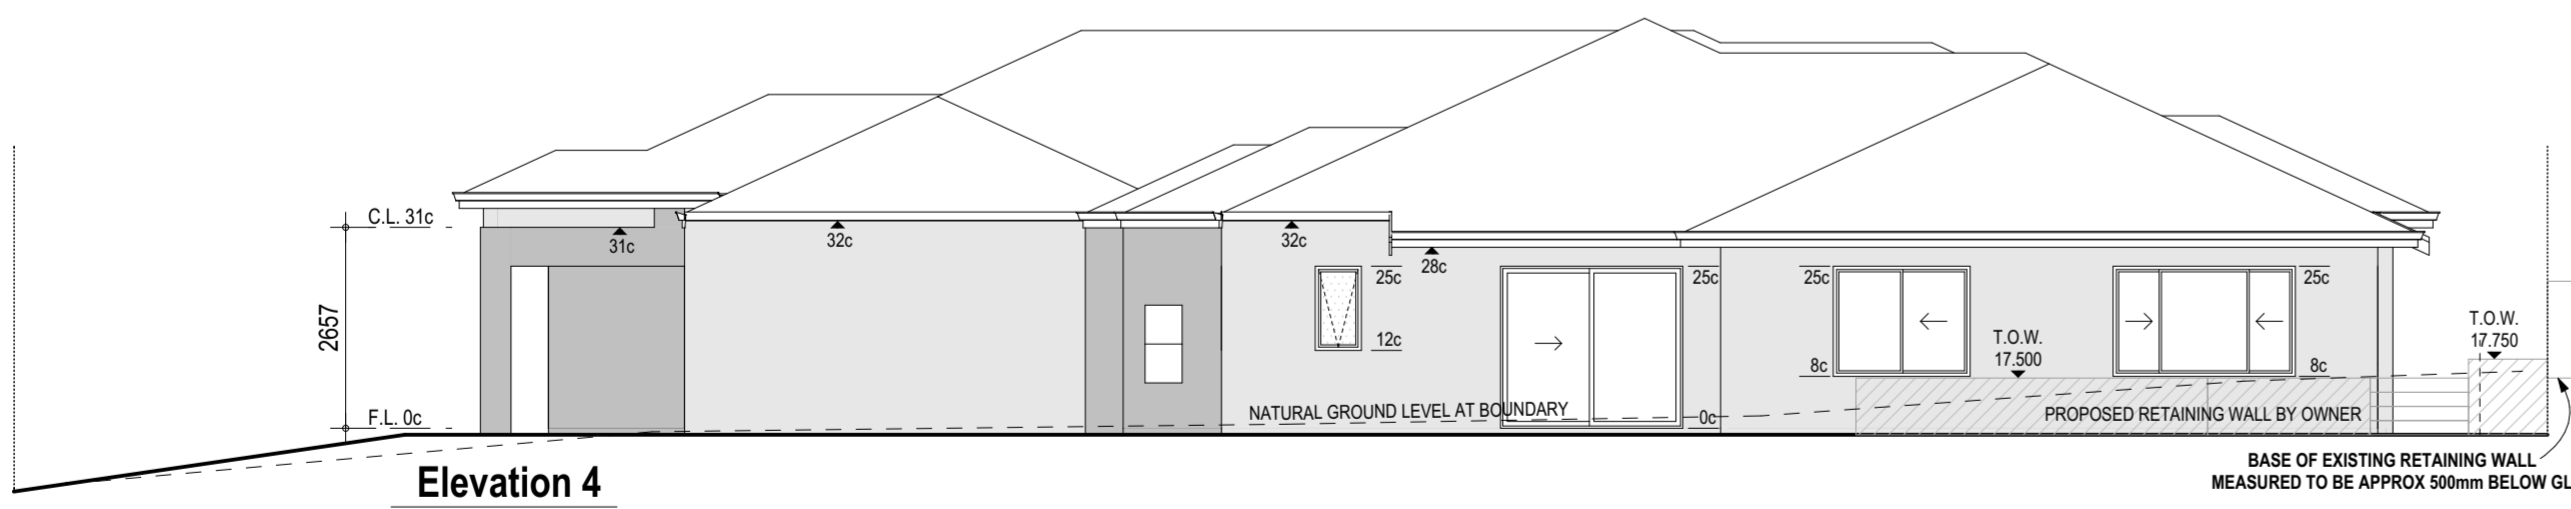 C.L. 31c
31c
32c
32c
28c
25c
25c
25c
25c
2657
12c
T.O.W.
17.500
T.O.W.
17.750
8c
8c
F.L. 0c
NATURAL GROUND LEVEL AT BOUNDARY
0c
PROPOSED RETAINING WALL BY OWNER
Elevation 4
BASE OF EXISTING RETAINING WALL
MEASURED TO BE APPROX 500mm BELOW GL